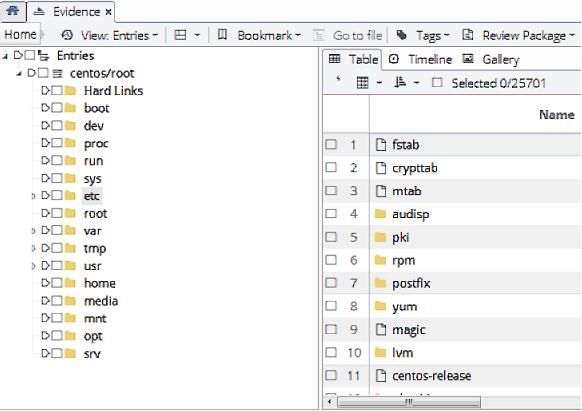 Evidence ×
Home View: Entries Bookmark Go to file Tags Review Package
Entries
centos/root
Hard Links
boot
dev
proc
run
sys
etc
root
var
tmp
usr
home
media
mnt
opt
srv
Table Timeline Gallery
Selected 0/25701
Name
1 fstab
2 crypttab
3 mtab
4 audisp
5 pki
6 rpm
7 postfix
8 yum
9 magic
10 lvm
11 centos-release